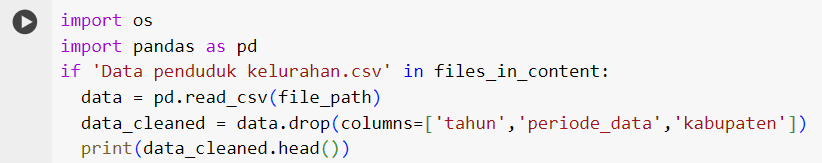 import os
import pandas as pd
if 'Data penduduk kelurahan.csv' in files_in_content:
  data = pd.read_csv(file_path)
  data_cleaned = data.drop(columns=['tahun','periode_data','kabupaten'])
  print(data_cleaned.head())